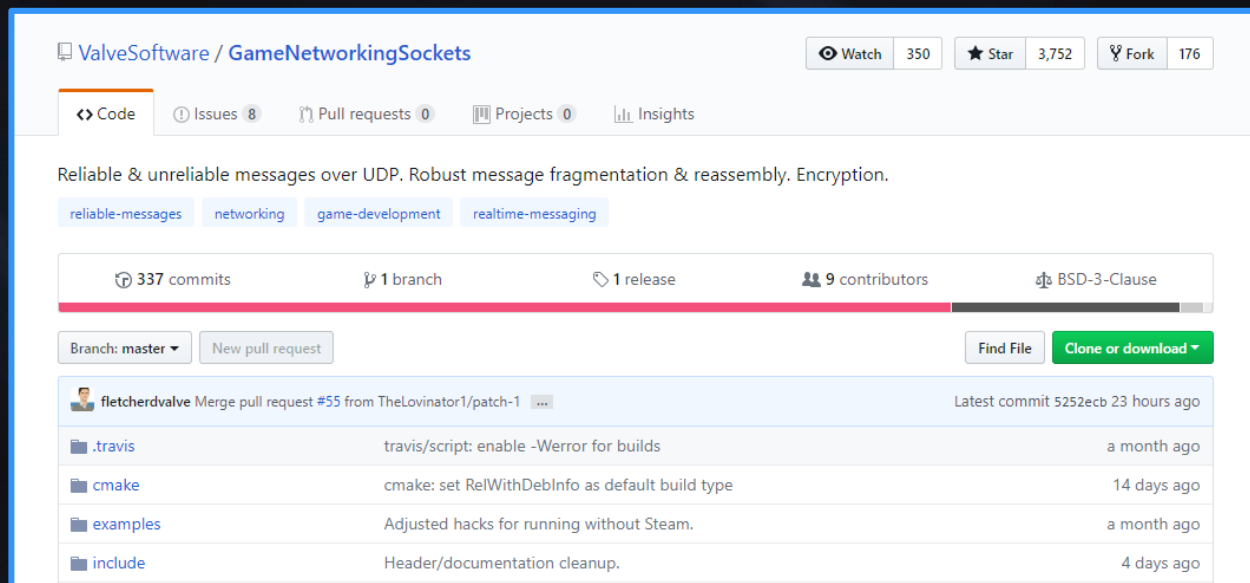 ValveSoftware / GameNetworkingSockets Watch 350 Star 3,752 Fork 176
Code Issues 8 Pull requests 0 Projects 0 Insights
Reliable & unreliable messages over UDP. Robust message fragmentation & reassembly. Encryption.
reliable-messages networking game-development realtime-messaging
337 commits 1 branch 1 release 9 contributors BSD-3-Clause
Branch: master New pull request Find File Clone or download
fletcherdvalve Merge pull request #55 from TheLovinator1/patch-1 ... Latest commit 5252ecb 23 hours ago
.travis travis/script: enable -Werror for builds a month ago
cmake cmake: set RelWithDebInfo as default build type 14 days ago
examples Adjusted hacks for running without Steam. a month ago
include Header/documentation cleanup. 4 days ago